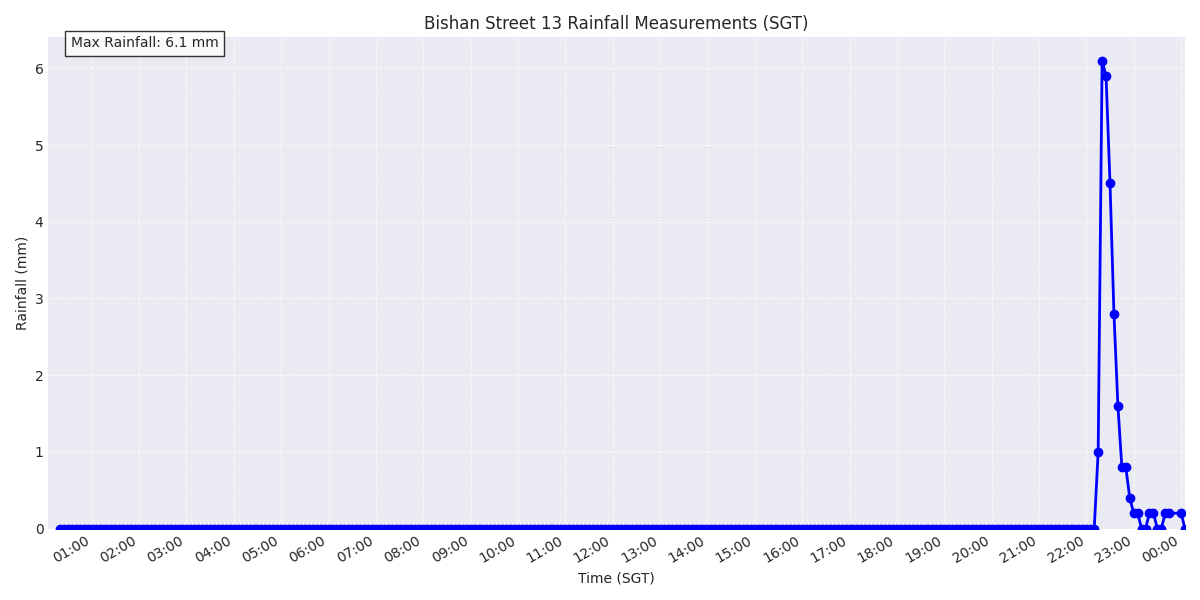 Bishan Street 13 Rainfall Measurements (SGT)
Max Rainfall: 6.1 mm
Rainfall (mm)
6
5
4
3
2
1
0
01:00 02:00 03:00 04:00 05:00 06:00 07:00 08:00 09:00 10:00 11:00 12:00 13:00 14:00 15:00 16:00 17:00 18:00 19:00 20:00 21:00 22:00 23:00 00:00
Time (SGT)